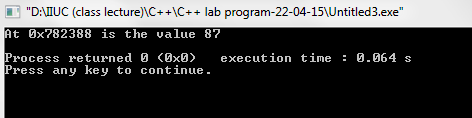 "D:\IIUC (class lecture)\C++\C++ lab program-22-04-15\Untitled3.exe"
At 0x782388 is the value 87
Process returned 0 (0x0)   execution time : 0.064 s
Press any key to continue.